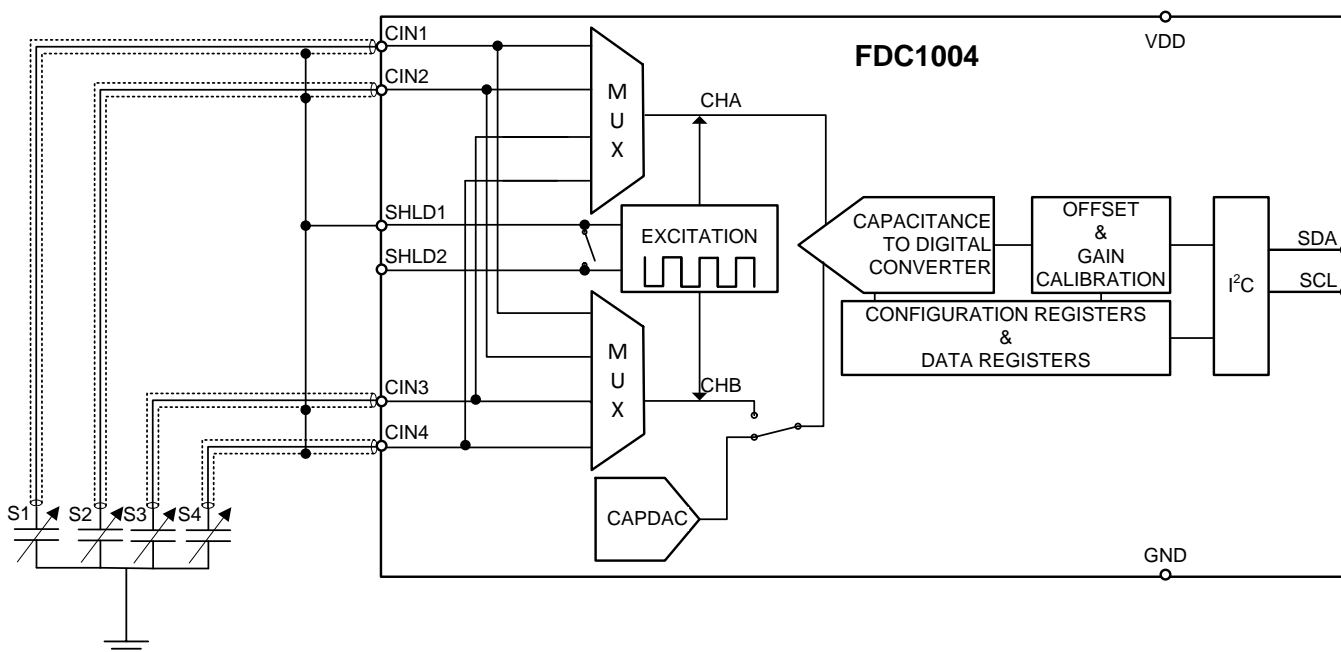 CIN1
CIN2
FDC1004
VDD
M
U
X
CHA
SHLD1
SHLD2
EXCITATION
CAPACITANCE
TO DIGITAL
CONVERTER
OFFSET
&
GAIN
CALIBRATION
I²C
SDA
SCL
CONFIGURATION REGISTERS
&
DATA REGISTERS
M
U
X
CHB
CIN3
CIN4
CAPDAC
S1
S2
S3
S4
GND